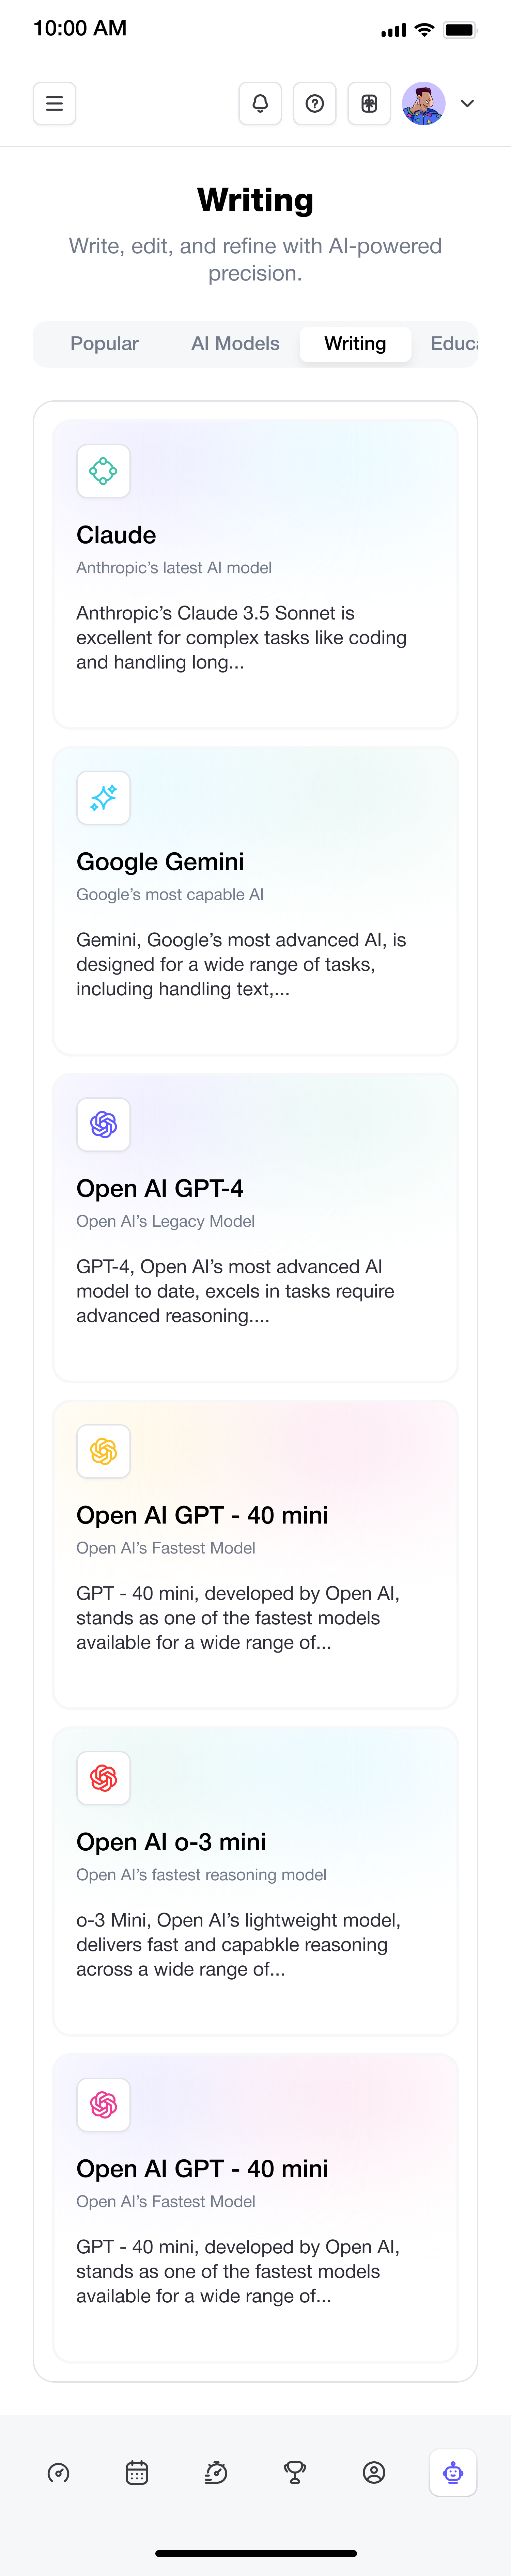 10:00 AM
Writing
Write, edit, and refine with AI-powered
precision.
Popular AI Models Writing Educa
Claude
Anthropic’s latest AI model
Anthropic’s Claude 3.5 Sonnet is
excellent for complex tasks like coding
and handling long...
Google Gemini
Google’s most capable AI
Gemini, Google’s most advanced AI, is
designed for a wide range of tasks,
including handling text,...
Open AI GPT-4
Open AI’s Legacy Model
GPT-4, Open AI’s most advanced AI
model to date, excels in tasks require
advanced reasoning....
Open AI GPT - 40 mini
Open AI’s Fastest Model
GPT - 40 mini, developed by Open AI,
stands as one of the fastest models
available for a wide range of...
Open AI o-3 mini
Open AI’s fastest reasoning model
o-3 Mini, Open AI’s lightweight model,
delivers fast and capabkle reasoning
across a wide range of...
Open AI GPT - 40 mini
Open AI’s Fastest Model
GPT - 40 mini, developed by Open AI,
stands as one of the fastest models
available for a wide range of...